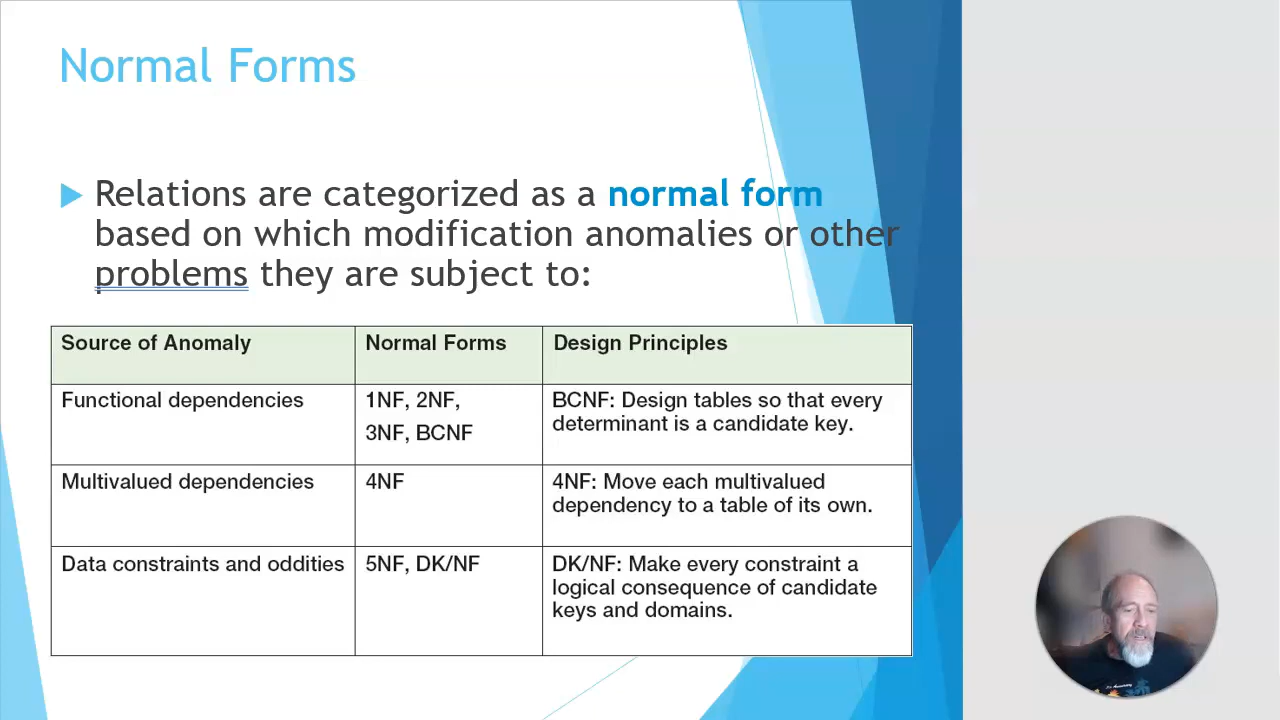 Normal Forms
Relations are categorized as a normal form
based on which modification anomalies or other
problems they are subject to:
Source of Anomaly
Normal Forms
Design Principles
Functional dependencies
1NF, 2NF,
3NF, BCNF
BCNF: Design tables so that every
determinant is a candidate key.
Multivalued dependencies
4NF
4NF: Move each multivalued
dependency to a table of its own.
Data constraints and oddities
5NF, DK/NF
DK/NF: Make every constraint a
logical consequence of candidate
keys and domains.